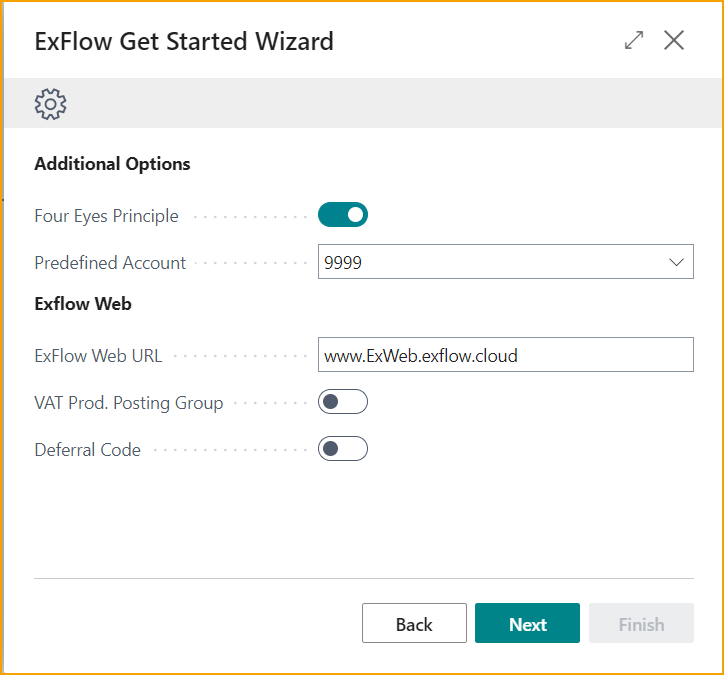 ExFlow Get Started Wizard
Additional Options
Four Eyes Principle
Predefined Account 9999
Exflow Web
ExFlow Web URL www.ExWeb.exflow.cloud
VAT Prod. Posting Group
Deferral Code
Back Next Finish